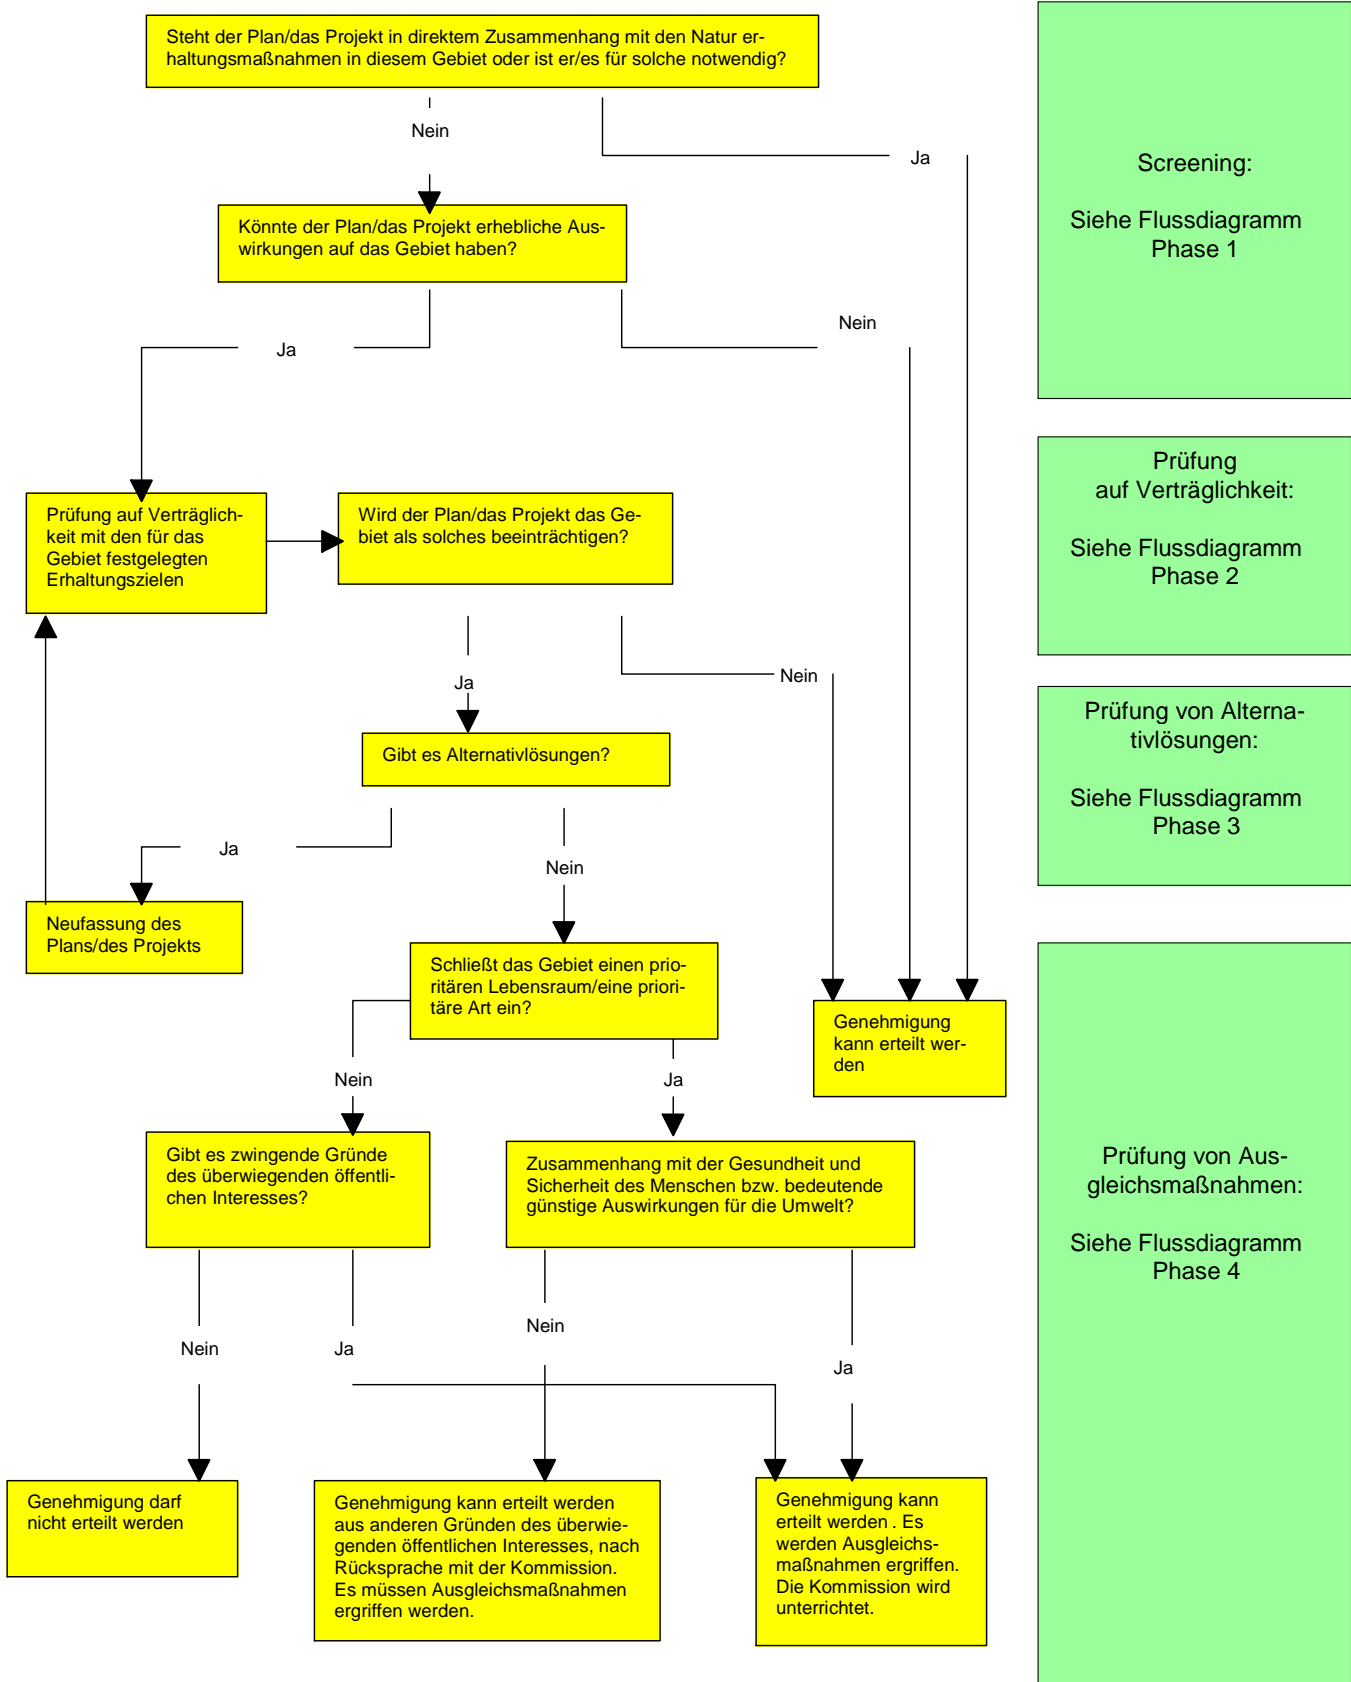 Steht der Plan/das Projekt in direktem Zusammenhang mit den Natur er-
haltungsmaßnahmen in diesem Gebiet oder ist er/es für solche notwendig?
Nein
Ja
Könnte der Plan/das Projekt erhebliche Aus-
wirkungen auf das Gebiet haben?
Ja
Nein
Prüfung auf Verträglich-
keit mit den für das
Gebiet festgelegten
Erhaltungszielen
Wird der Plan/das Projekt das Ge-
biet als solches beeinträchtigen?
Ja
Nein
Gibt es Alternativlösungen?
Ja
Nein
Neufassung des
Plans/des Projekts
Schließt das Gebiet einen prio-
ritären Lebensraum/eine priori-
täre Art ein?
Genehmigung
kann erteilt wer-
den
Nein
Ja
Gibt es zwingende Gründe
des überwiegenden öffentli-
chen Interesses?
Zusammenhang mit der Gesundheit und
Sicherheit des Menschen bzw. bedeutende
günstige Auswirkungen für die Umwelt?
Nein
Ja
Nein
Ja
Genehmigung darf
nicht erteilt werden
Genehmigung kann erteilt werden
aus anderen Gründen des überwie-
genden öffentlichen Interesses, nach
Rücksprache mit der Kommission.
Es müssen Ausgleichsmaßnahmen
ergriffen werden.
Genehmigung kann
erteilt werden . Es
werden Ausgleichs-
maßnahmen ergriffen.
Die Kommission wird
unterrichtet.
Screening:
Siehe Flussdiagramm
Phase 1
Prüfung
auf Verträglichkeit:
Siehe Flussdiagramm
Phase 2
Prüfung von Alterna-
tivlösungen:
Siehe Flussdiagramm
Phase 3
Prüfung von Aus-
gleichsmaßnahmen:
Siehe Flussdiagramm
Phase 4